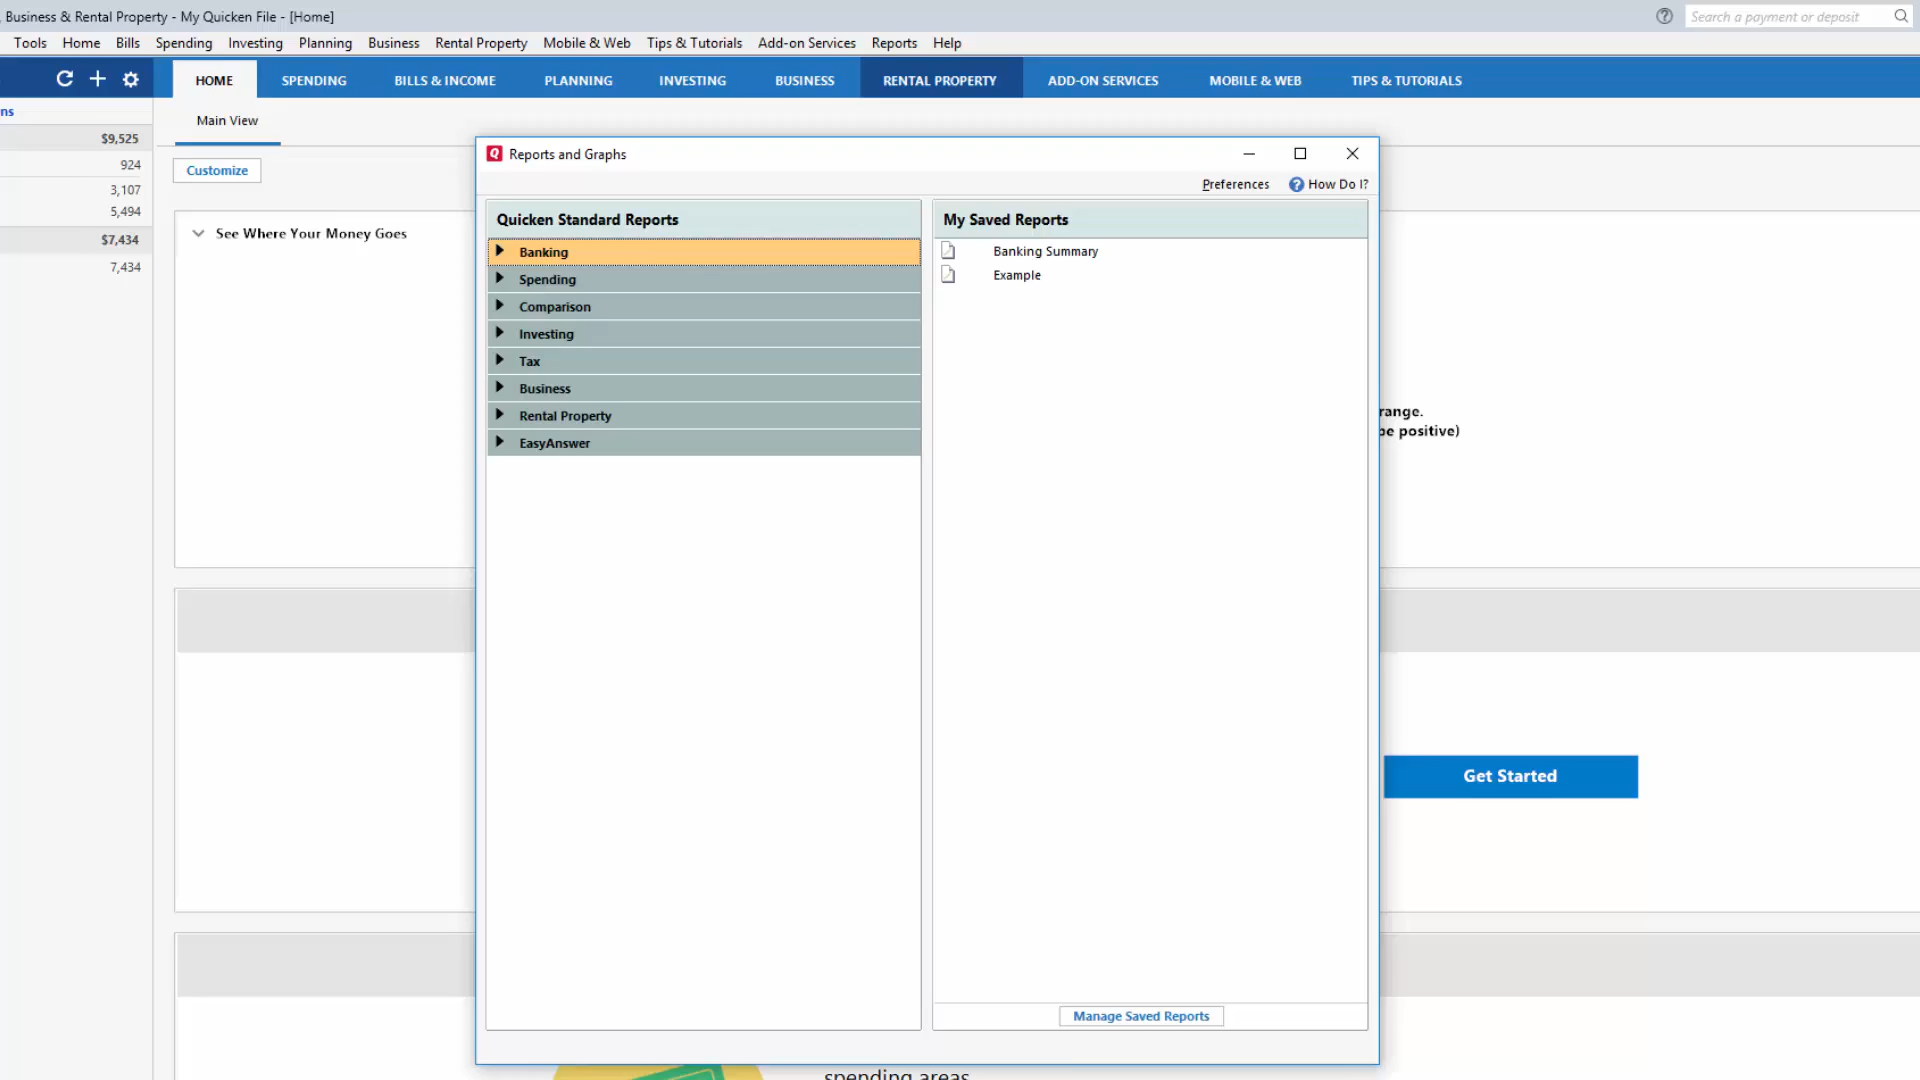 Business & Rental Property - My Quicken File - [Home]
Search a payment or deposit
Tools Home Bills Spending Investing Planning Business Rental Property Mobile & Web Tips & Tutorials Add-on Services Reports Help
HOME SPENDING BILLS & INCOME PLANNING INVESTING BUSINESS RENTAL PROPERTY ADD-ON SERVICES MOBILE & WEB TIPS & TUTORIALS
ns
Main View
$9,525
924
3,107
5,494
$7,434
7,434
Customize
See Where Your Money Goes
Q Reports and Graphs
Preferences ? How Do I?
Quicken Standard Reports
Banking
Spending
Comparison
Investing
Tax
Business
Rental Property
EasyAnswer
My Saved Reports
Banking Summary
Example
Manage Saved Reports
range.
be positive)
Get Started
spending areas